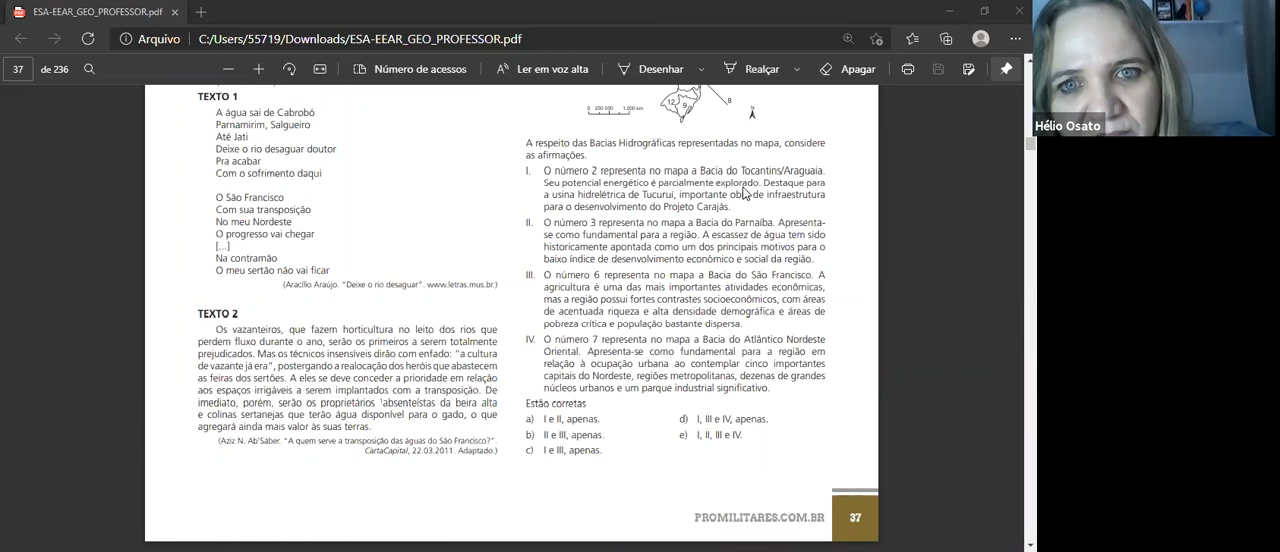 ESA-EEAR_GEO_PROFESSOR.pdf
Arquivo
C:/Users/55719/Downloads/ESA-EEAR_GEO_PROFESSOR.pdf
37 de 236
Número de acessos
Ler em voz alta
Desenhar
Realçar
Apagar
Hélio Osato
TEXTO 1
A água sai de Cabrobó
Parnamirim, Salgueiro
Até Jati
Deixe o rio desaguar doutor
Pra acabar
Com o sofrimento daqui
O São Francisco
Com sua transposição
No meu Nordeste
O progresso vai chegar
[...]
Na contramão
O meu sertão não vai ficar
(Aracílio Araújo. "Deixe o rio desaguar". www.letras.mus.br.)
TEXTO 2
Os vazanteiros, que fazem horticultura no leito dos rios que
perdem fluxo durante o ano, serão os primeiros a serem totalmente
prejudicados. Mas os técnicos insensíveis dirão com enfado: "a cultura
de vazante já era", postergando a realocação dos heróis que abastecem
as feiras dos sertões. A eles se deve conceder a prioridade em relação
aos espaços irrigáveis a serem implantados com a transposição. De
imediato, porém, serão os proprietários ¹absenteístas da beira alta
e colinas sertanejas que terão água disponível para o gado, o que
agregará ainda mais valor às suas terras.
(Aziz N. Ab'Sáber. "A quem serve a transposição das águas do São Francisco?".
CartaCapital, 22.03.2011. Adaptado.)
12
9
8
0 250 500 1,000 km
N
A respeito das Bacias Hidrográficas representadas no mapa, considere
as afirmações.
I. O número 2 representa no mapa a Bacia do Tocantins/Araguaia.
Seu potencial energético é parcialmente explorado. Destaque para
a usina hidrelétrica de Tucuruí, importante obra de infraestrutura
para o desenvolvimento do Projeto Carajás.
II. O número 3 representa no mapa a Bacia do Parnaíba. Apresenta-
se como fundamental para a região. A escassez de água tem sido
historicamente apontada como um dos principais motivos para o
baixo índice de desenvolvimento econômico e social da região.
III. O número 6 representa no mapa a Bacia do São Francisco. A
agricultura é uma das mais importantes atividades econômicas,
mas a região possui fortes contrastes socioeconômicos, com áreas
de acentuada riqueza e alta densidade demográfica e áreas de
pobreza crítica e população bastante dispersa.
IV. O número 7 representa no mapa a Bacia do Atlântico Nordeste
Oriental. Apresenta-se como fundamental para a região em
relação à ocupação urbana ao contemplar cinco importantes
capitais do Nordeste, regiões metropolitanas, dezenas de grandes
núcleos urbanos e um parque industrial significativo.
Estão corretas
a) I e II, apenas.
b) II e III, apenas.
c) I e III, apenas.
d) I, III e IV, apenas.
e) I, II, III e IV.
PROMILITARES.COM.BR
37